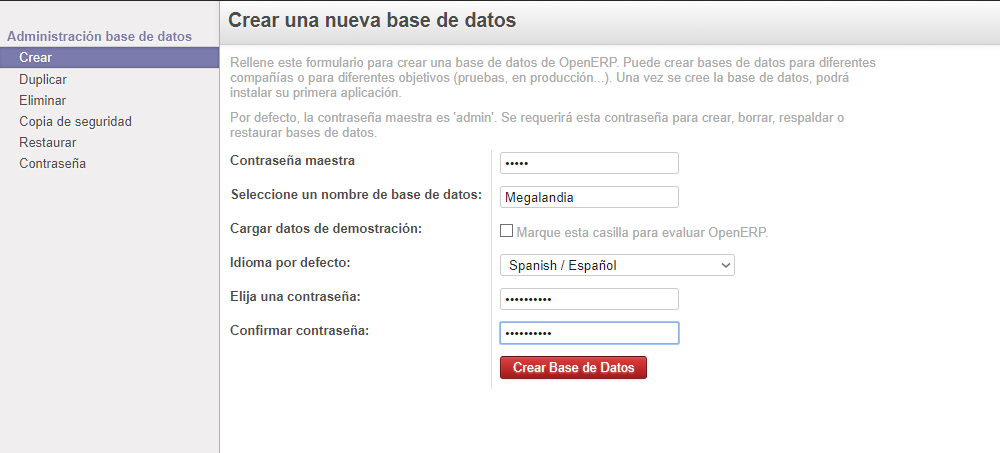 Administración base de datos
Crear
Duplicar
Eliminar
Copia de seguridad
Restaurar
Contraseña
Crear una nueva base de datos
Rellene este formulario para crear una base de datos de OpenERP. Puede crear bases de datos para diferentes
compañías o para diferentes objetivos (pruebas, en producción...). Una vez se cree la base de datos, podrá
instalar su primera aplicación.
Por defecto, la contraseña maestra es 'admin'. Se requerirá esta contraseña para crear, borrar, respaldar o
restaurar bases de datos.
Contraseña maestra •••••
Seleccione un nombre de base de datos: Megalandia
Cargar datos de demostración: Marque esta casilla para evaluar OpenERP.
Idioma por defecto: Spanish / Español
Elija una contraseña: ••••••••••
Confirmar contraseña: ••••••••••
Crear Base de Datos